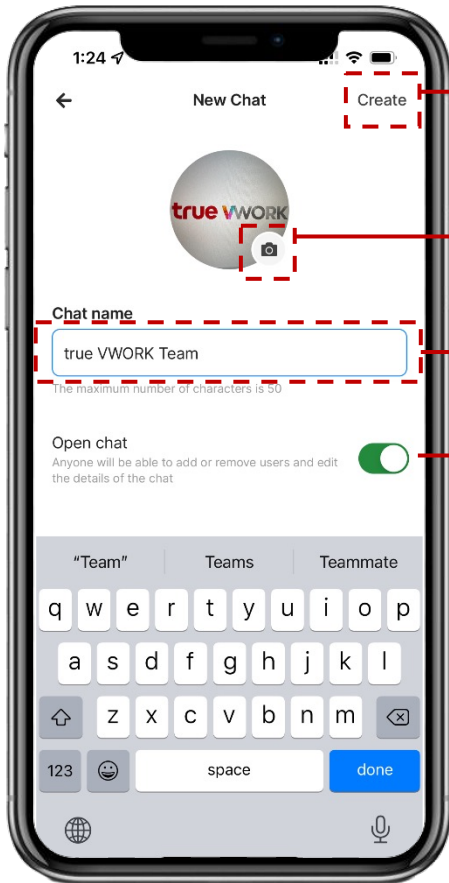 1:24
New Chat
Create
true VWORK
Chat name
true VWORK Team
The maximum number of characters is 50
Open chat
Anyone will be able to add or remove users and edit
the details of the chat
“Team”
Teams
Teammate
q w e r t y u i o p
a s d f g h j k l
z x c v b n m
123
space
done